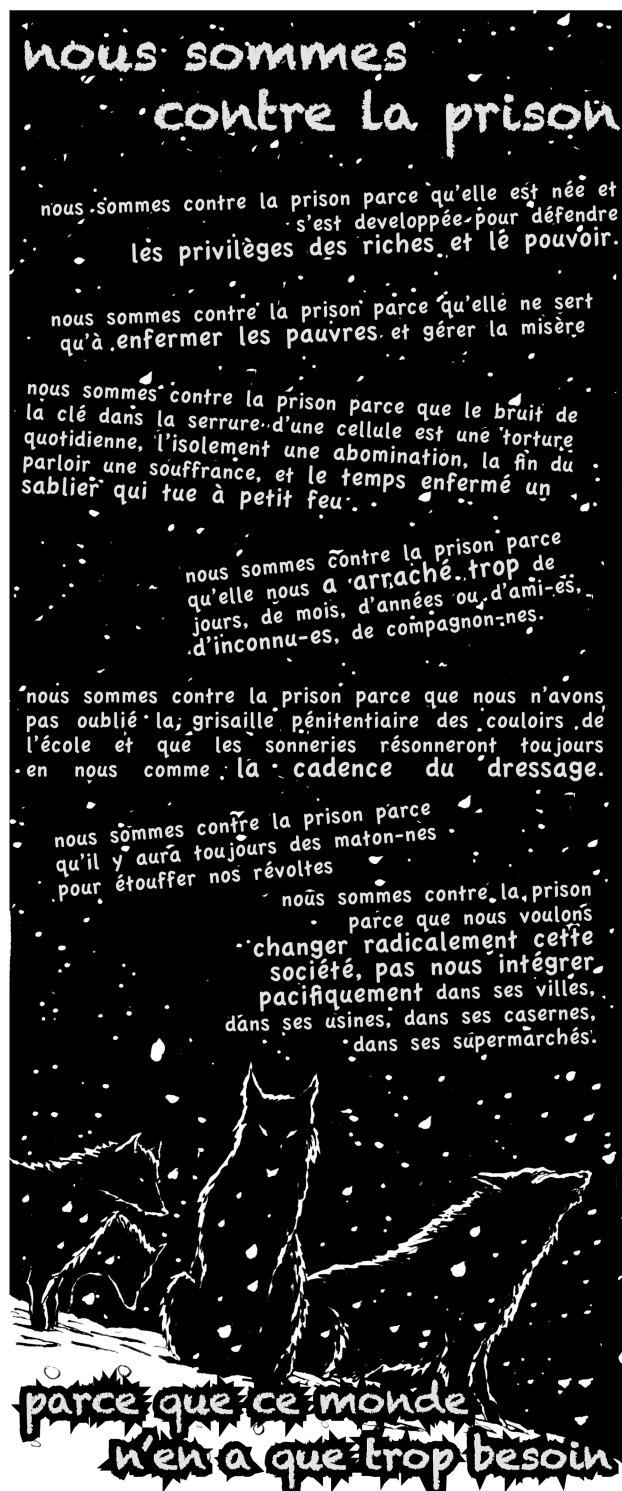 nous sommes
contre la prison
nous sommes contre la prison parce qu'elle est née et
s'est developpée pour défendre
les privilèges des riches et le pouvoir.
nous sommes contre la prison parce qu'elle ne sert
qu'à enfermer les pauvres et gérer la misère
nous sommes contre la prison parce que le bruit de
la clé dans la serrure d'une cellule est une torture
quotidienne, l'isolement une abomination, la fin du
parloir une souffrance, et le temps enfermé un
sablier qui tue à petit feu
nous sommes contre la prison parce
qu'elle nous a arraché trop de
jours, de mois, d'années ou d'ami-es,
d'inconnu-es, de compagnon-nes.
nous sommes contre la prison parce que nous n'avons
pas oublié la grisaille pénitentiaire des couloirs de
l'école et que les sonneries résonneront toujours
en nous comme la cadence du dressage.
nous sommes contre la prison parce
qu'il y aura toujours des maton-nes
pour étouffer nos révoltes
nous sommes contre la prison
parce que nous voulons
changer radicalement cette
société, pas nous intégrer
pacifiquement dans ses villes,
dans ses usines, dans ses casernes,
dans ses supermarchés.
parce que ce monde
n'en a que trop besoin